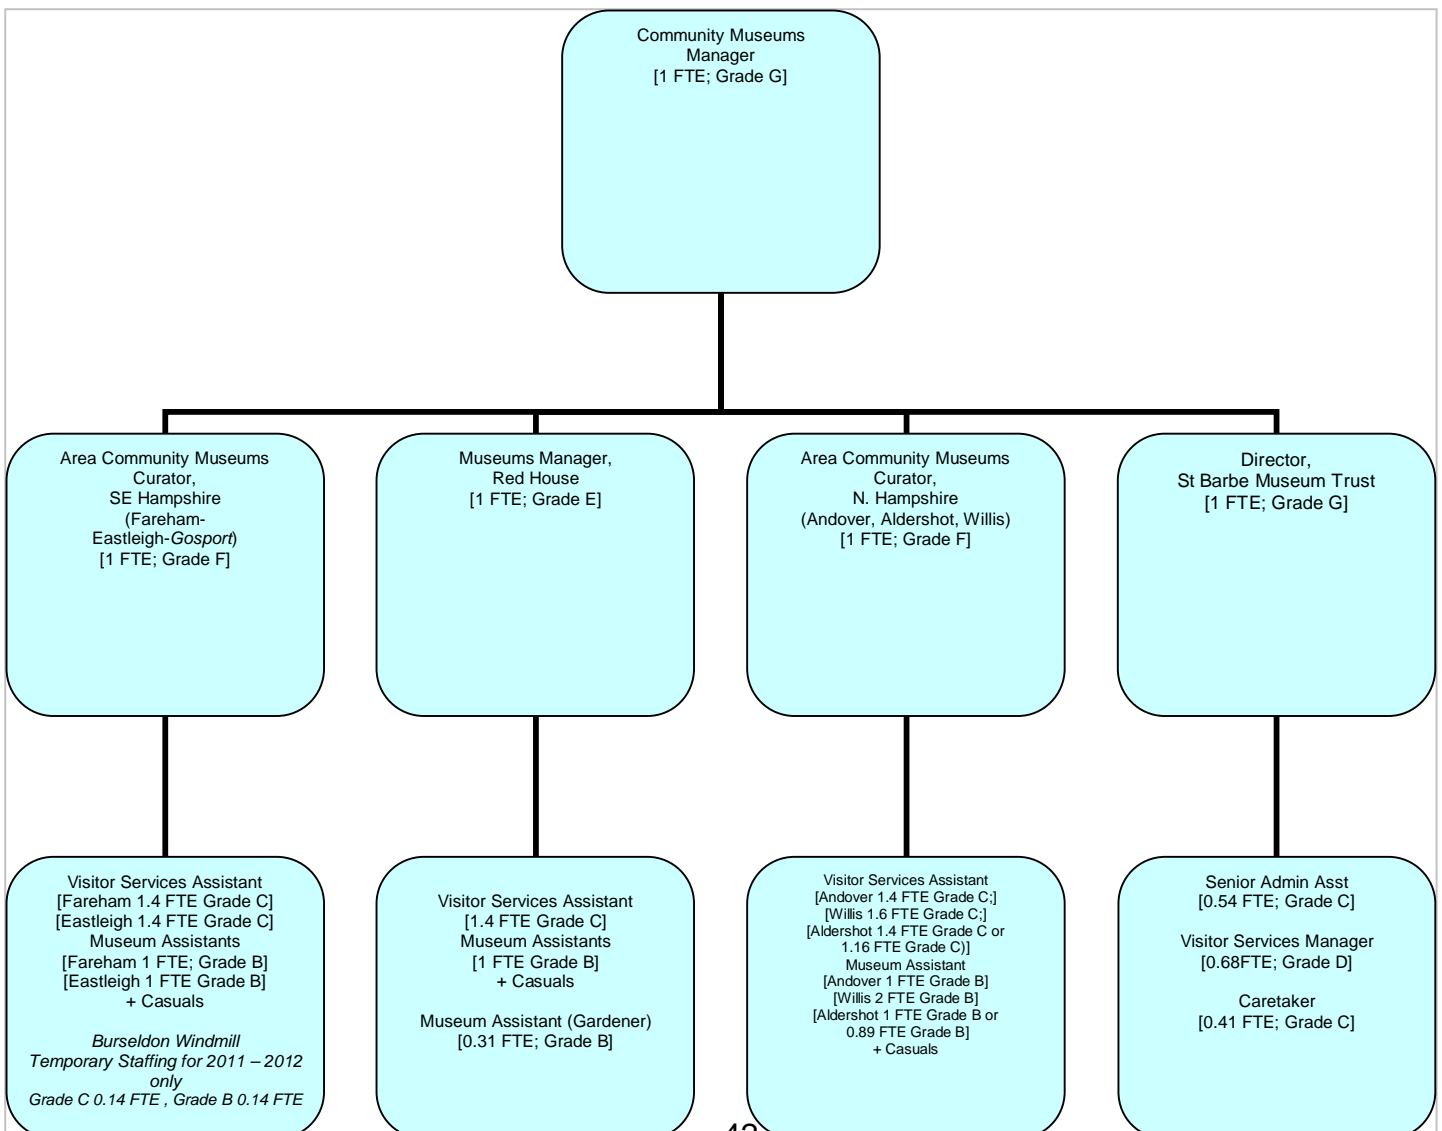 Community Museums
Manager
[1 FTE; Grade G]
Area Community Museums
Curator,
SE Hampshire
(Fareham-
Eastleigh-Gosport)
[1 FTE; Grade F]
Museums Manager,
Red House
[1 FTE; Grade E]
Area Community Museums
Curator,
N. Hampshire
(Andover, Aldershot, Willis)
[1 FTE; Grade F]
Director,
St Barbe Museum Trust
[1 FTE; Grade G]
Visitor Services Assistant
[Fareham 1.4 FTE Grade C]
[Eastleigh 1.4 FTE Grade C]
Museum Assistants
[Fareham 1 FTE; Grade B]
[Eastleigh 1 FTE Grade B]
+ Casuals
Burseldon Windmill
Temporary Staffing for 2011 – 2012
only
Grade C 0.14 FTE , Grade B 0.14 FTE
Visitor Services Assistant
[1.4 FTE Grade C]
Museum Assistants
[1 FTE Grade B]
+ Casuals
Museum Assistant (Gardener)
[0.31 FTE; Grade B]
Visitor Services Assistant
[Andover 1.4 FTE Grade C;]
[Willis 1.6 FTE Grade C;]
[Aldershot 1.4 FTE Grade C or
1.16 FTE Grade C)]
Museum Assistant
[Andover 1 FTE Grade B]
[Willis 2 FTE Grade B]
[Aldershot 1 FTE Grade B or
0.89 FTE Grade B]
+ Casuals
Senior Admin Asst
[0.54 FTE; Grade C]
Visitor Services Manager
[0.68FTE; Grade D]
Caretaker
[0.41 FTE; Grade C]